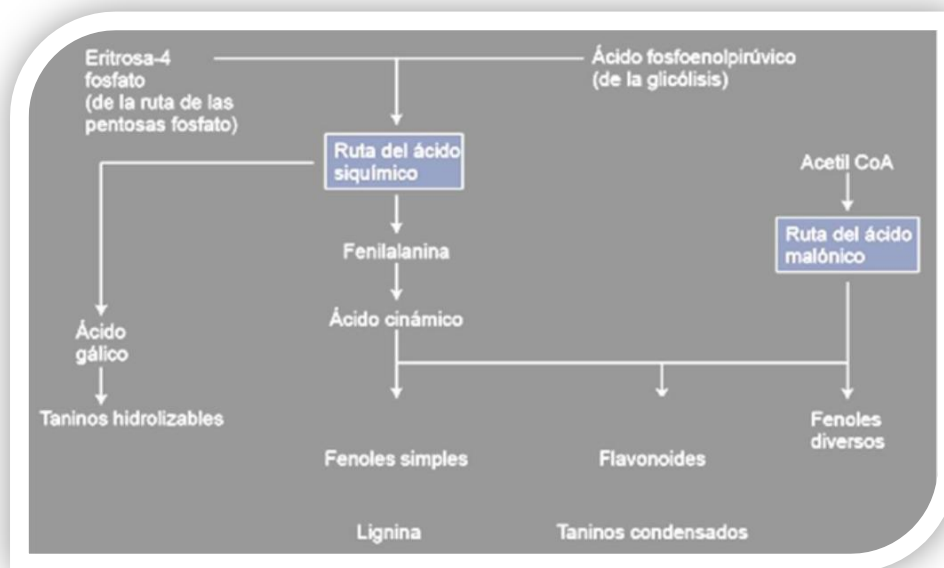 Eritrosa-4
fosfato
(de la ruta de las
pentosas fosfato)
Ácido fosfoenolpirúvico
(de la glicólisis)
Ruta del ácido
siquímico
Acetil CoA
Ruta del ácido
malónico
Fenilalanina
Ácido cinámico
Ácido
gálico
Taninos hidrolizables
Fenoles simples
Flavonoides
Fenoles
diversos
Lignina
Taninos condensados